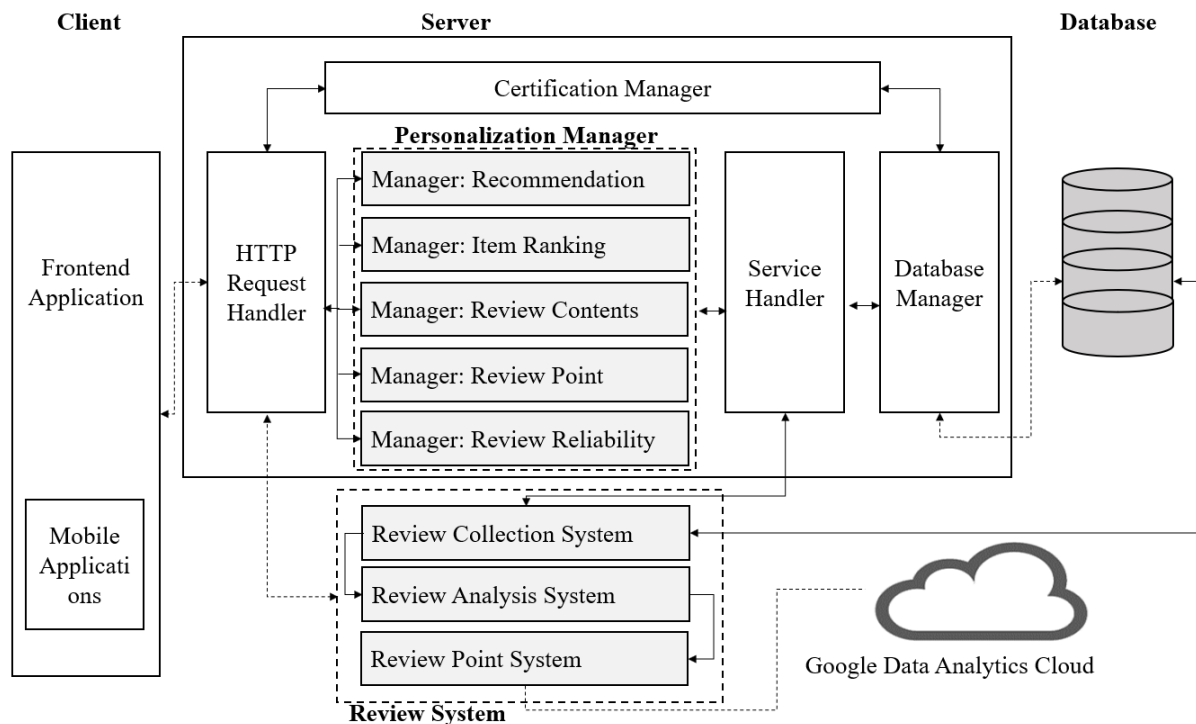 Client
Server
Database
Certification Manager
Personalization Manager
Manager: Recommendation
Manager: Item Ranking
Manager: Review Contents
Manager: Review Point
Manager: Review Reliability
Frontend
Application
HTTP
Request
Handler
Service
Handler
Database
Manager
Mobile
Applicati
ons
Review Collection System
Review Analysis System
Review Point System
Review System
Google Data Analytics Cloud